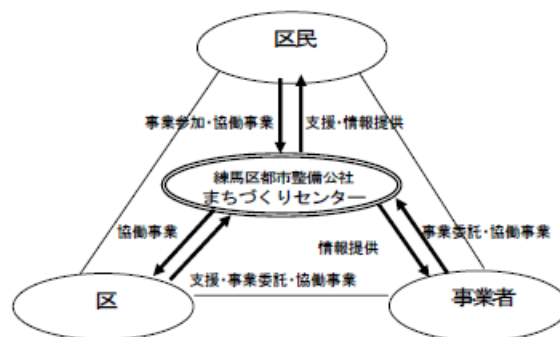 区民
事業参加・協働事業
支援・情報提供
練馬区都市整備公社
まちづくりセンター
協働事業
情報提供
事業委託・協働事業
区
支援・事業委託・協働事業
事業者